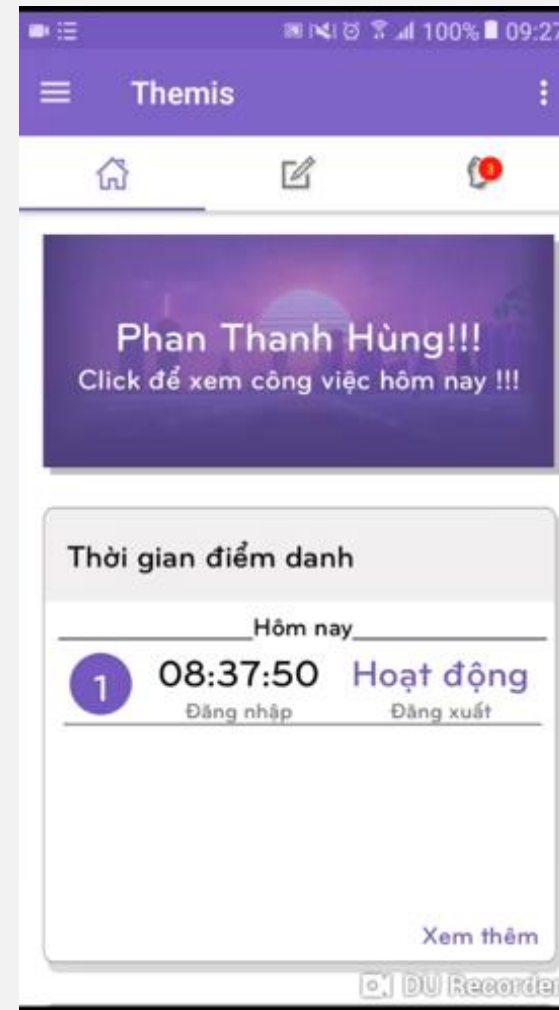 100% 09:27
Themis
3
Phan Thanh Hùng!!!
Click để xem công việc hôm nay !!!
Thời gian điểm danh
Hôm nay
1 08:37:50 Hoạt động
Đăng nhập Đăng xuất
Xem thêm
DU Recorder